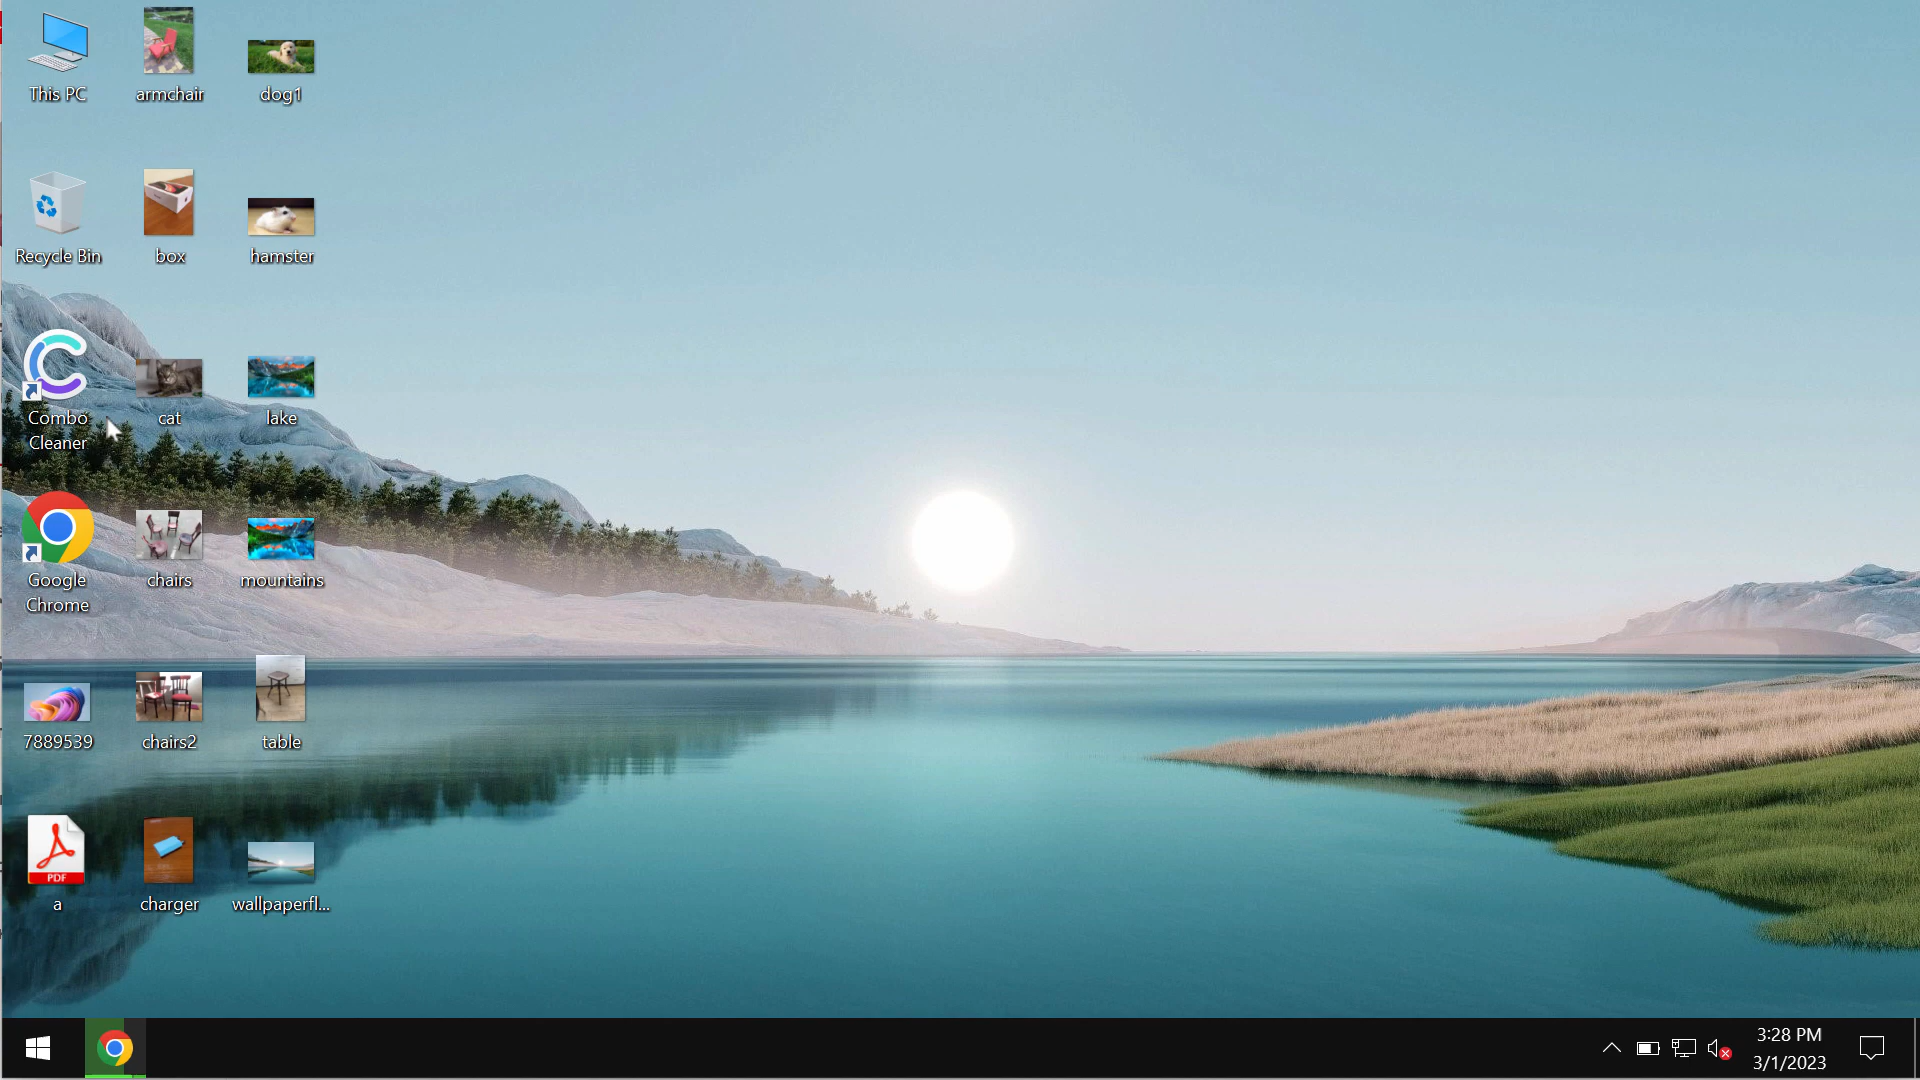 This PC
armchair
dog1
Recycle Bin
box
hamster
Combo
Cleaner
cat
lake
Google
Chrome
chairs
mountains
7889539
chairs2
table
PDF
a
charger
wallpaperfl...
3:28 PM
3/1/2023